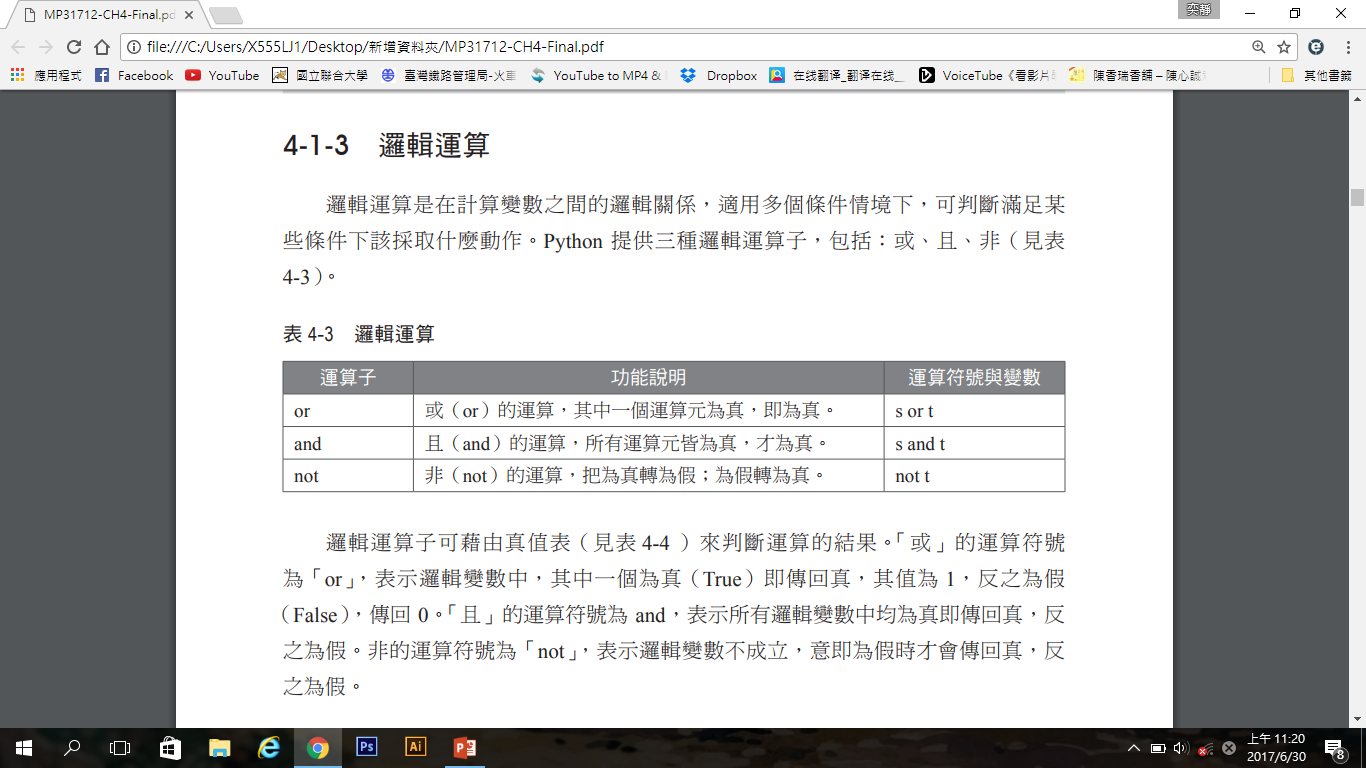 MP31712-CH4-Final.pd
奕靜
file:///C:/Users/X555LJ1/Desktop/新增資料夾/MP31712-CH4-Final.pdf
應用程式 Facebook YouTube 國立聯合大學 臺灣鐵路管理局-火車 YouTube to MP4 & Dropbox 在线翻译_翻译在线_ VoiceTube《看影片 陳香瑞香舖 – 陳心誠 其他書籤
4-1-3 邏輯運算
邏輯運算是在計算變數之間的邏輯關係，適用多個條件情境下，可判斷滿足某
些條件下該採取什麼動作。Python 提供三種邏輯運算子，包括：或、且、非（見表
4-3）。
表 4-3 邏輯運算
運算子 功能說明 運算符號與變數
or 或（or）的運算，其中一個運算元為真，即為真。 s or t
and 且（and）的運算，所有運算元皆為真，才為真。 s and t
not 非（not）的運算，把為真轉為假；為假轉為真。 not t
邏輯運算子可藉由真值表（見表 4-4 ）來判斷運算的結果。「或」的運算符號
為「or」，表示邏輯變數中，其中一個為真（True）即傳回真，其值為 1，反之為假
（False），傳回 0。「且」的運算符號為 and，表示所有邏輯變數中均為真即傳回真，反
之為假。非的運算符號為「not」，表示邏輯變數不成立，意即為假時才會傳回真，反
之為假。
Ps Ai
上午 11:20
2017/6/30
8